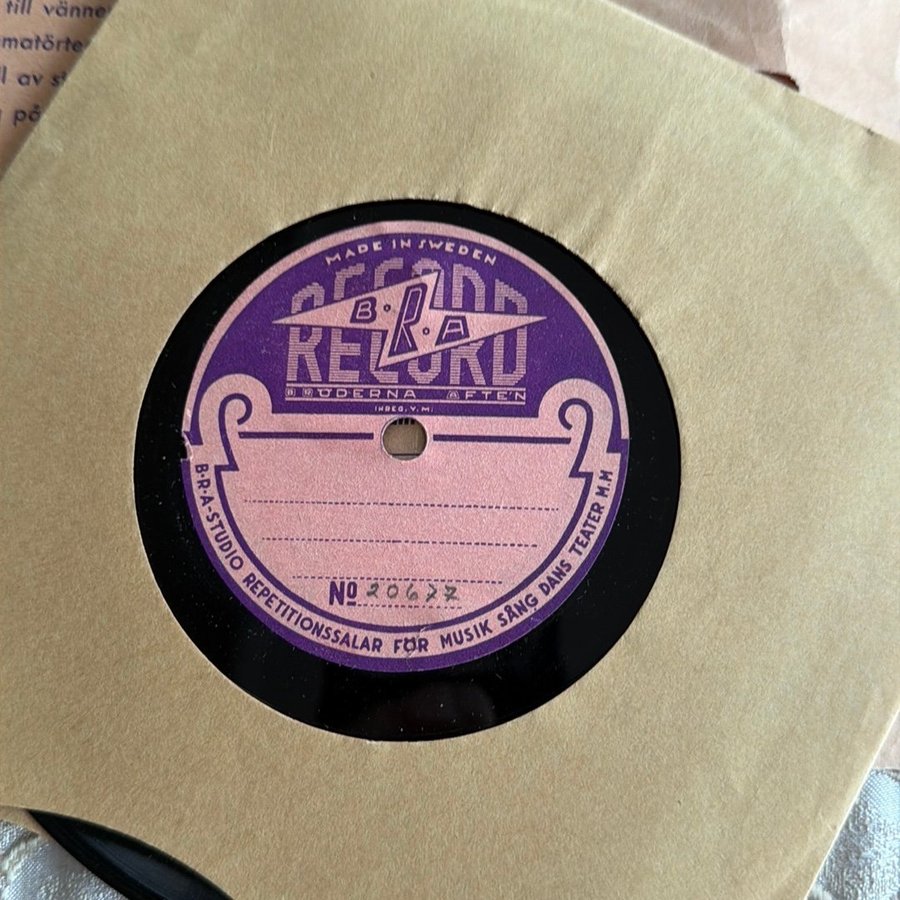 till vänne
matörte
l av s
på
MADE IN SWEDEN
RECORD
B·R·A
RECORD
BRÖDERNA AFTE'N
INREG. V. M.
B·R·A-STUDIO REPETITIONSSALAR FÖR MUSIK SÅNG DANS TEATER M.M
No 20677